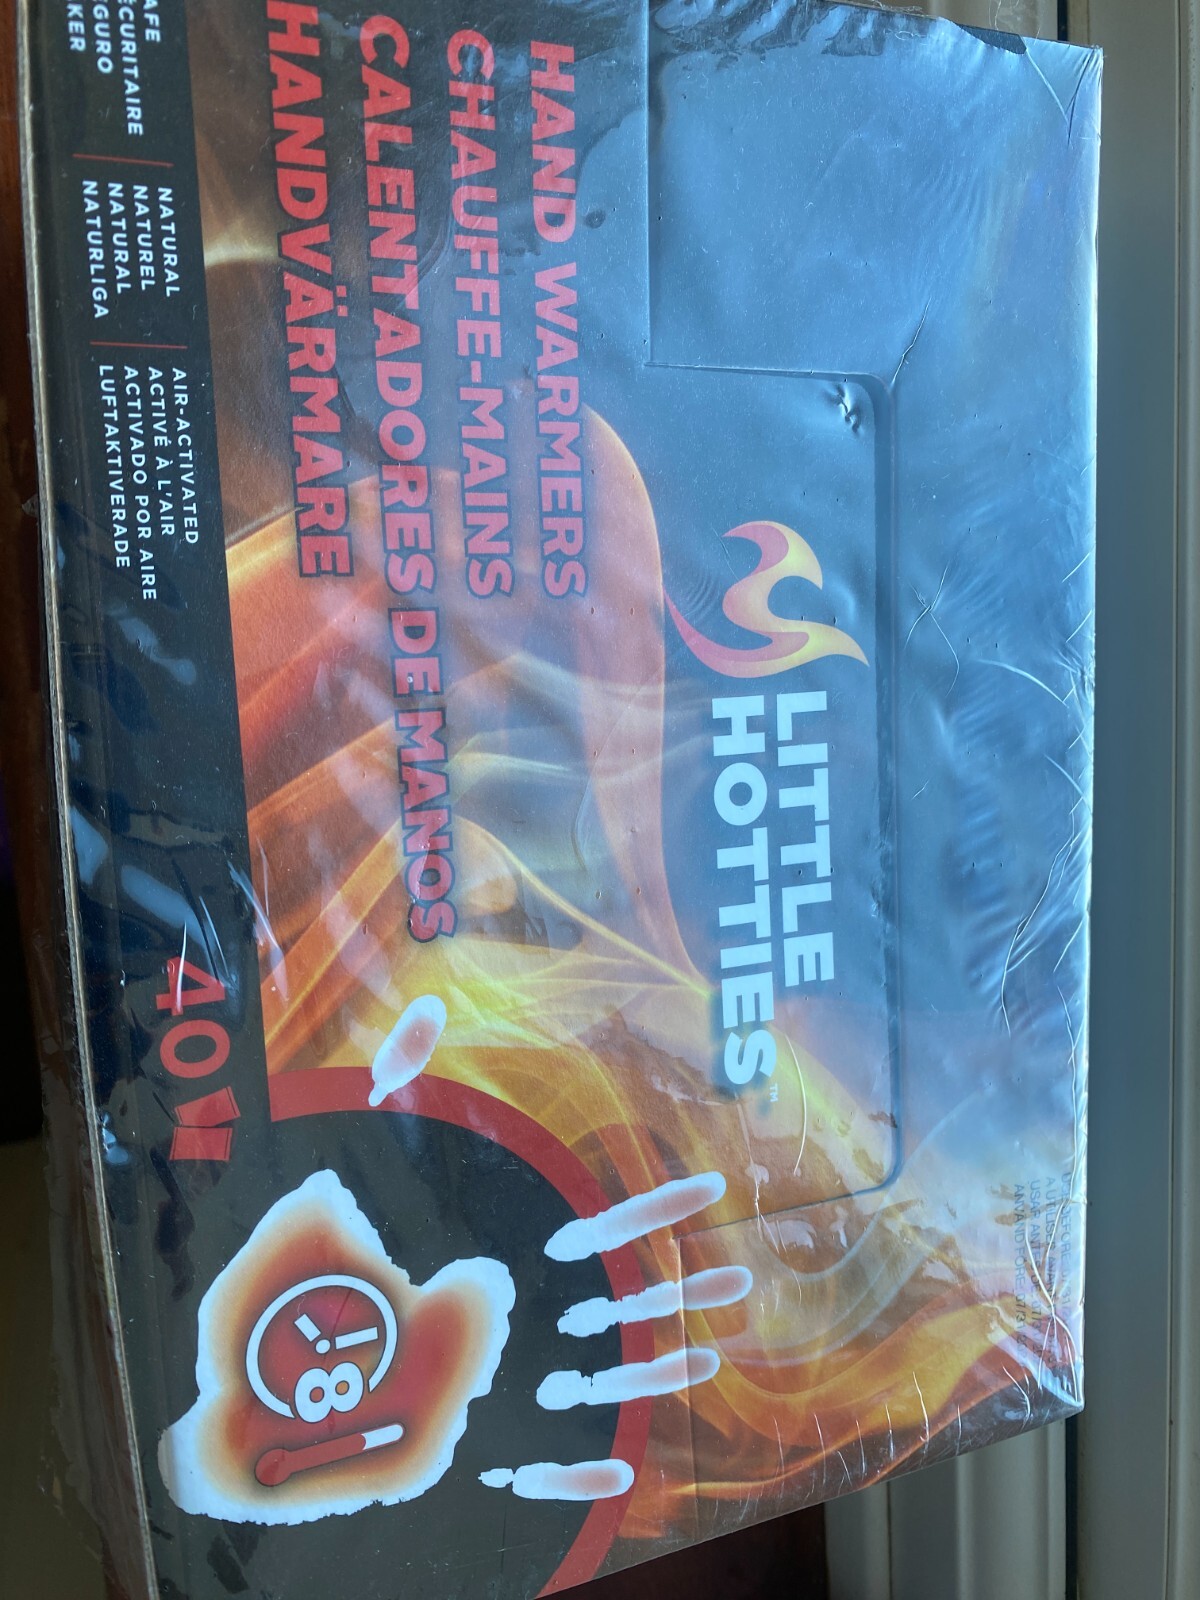 LITTLE
HOTTIES™
HAND WARMERS
CHAUFFE-MAINS
CALENTADORES DE MANOS
HANDVÄRMARE
NATURAL
NATUREL
NATURAL
NATURLIGA
AIR-ACTIVATED
ACTIVÉ À L'AIR
ACTIVADO POR AIRE
LUFTAKTIVERADE
40
8